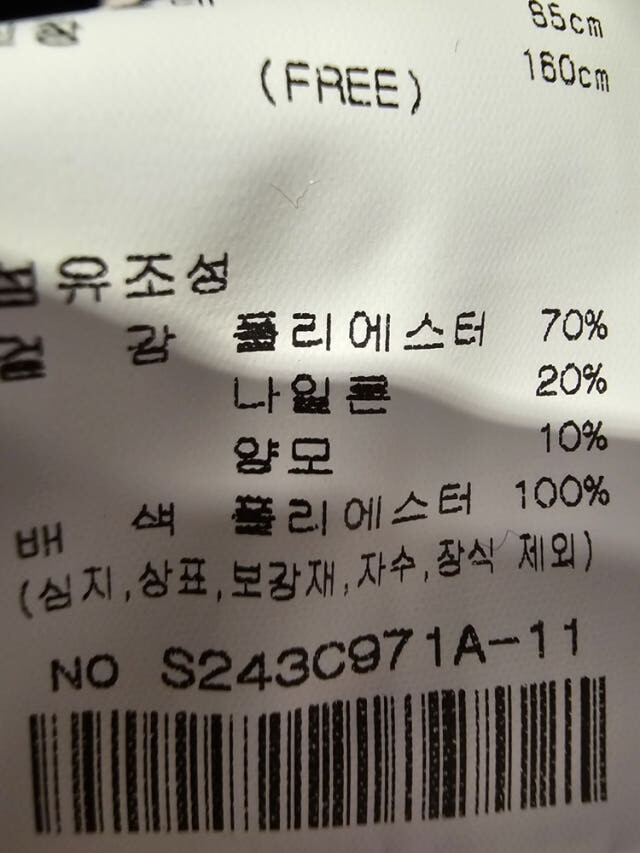 85cm
(FREE) 160cm
섬유조성
겉 감 폴리에스터 70%
나일론 20%
양모 10%
배 색 폴리에스터 100%
(심지,상표,보강재,자수,장식 제외)
NO S243C971A-11